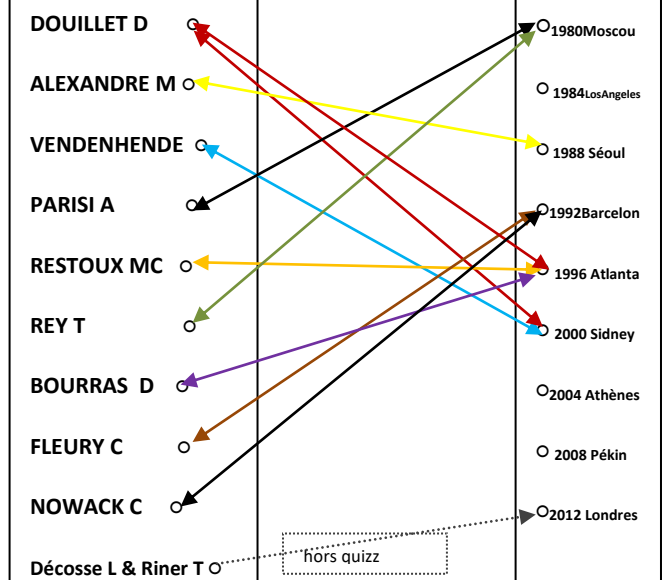 DOUILLET D
1980Moscou
ALEXANDRE M
1984LosAngeles
VENDENHENDE
1988 Séoul
PARISI A
1992Barcelon
RESTOUX MC
1996 Atlanta
REY T
2000 Sidney
BOURRAS D
2004 Athènes
FLEURY C
2008 Pékin
NOWACK C
2012 Londres
Décosse L & Riner T
hors quizz